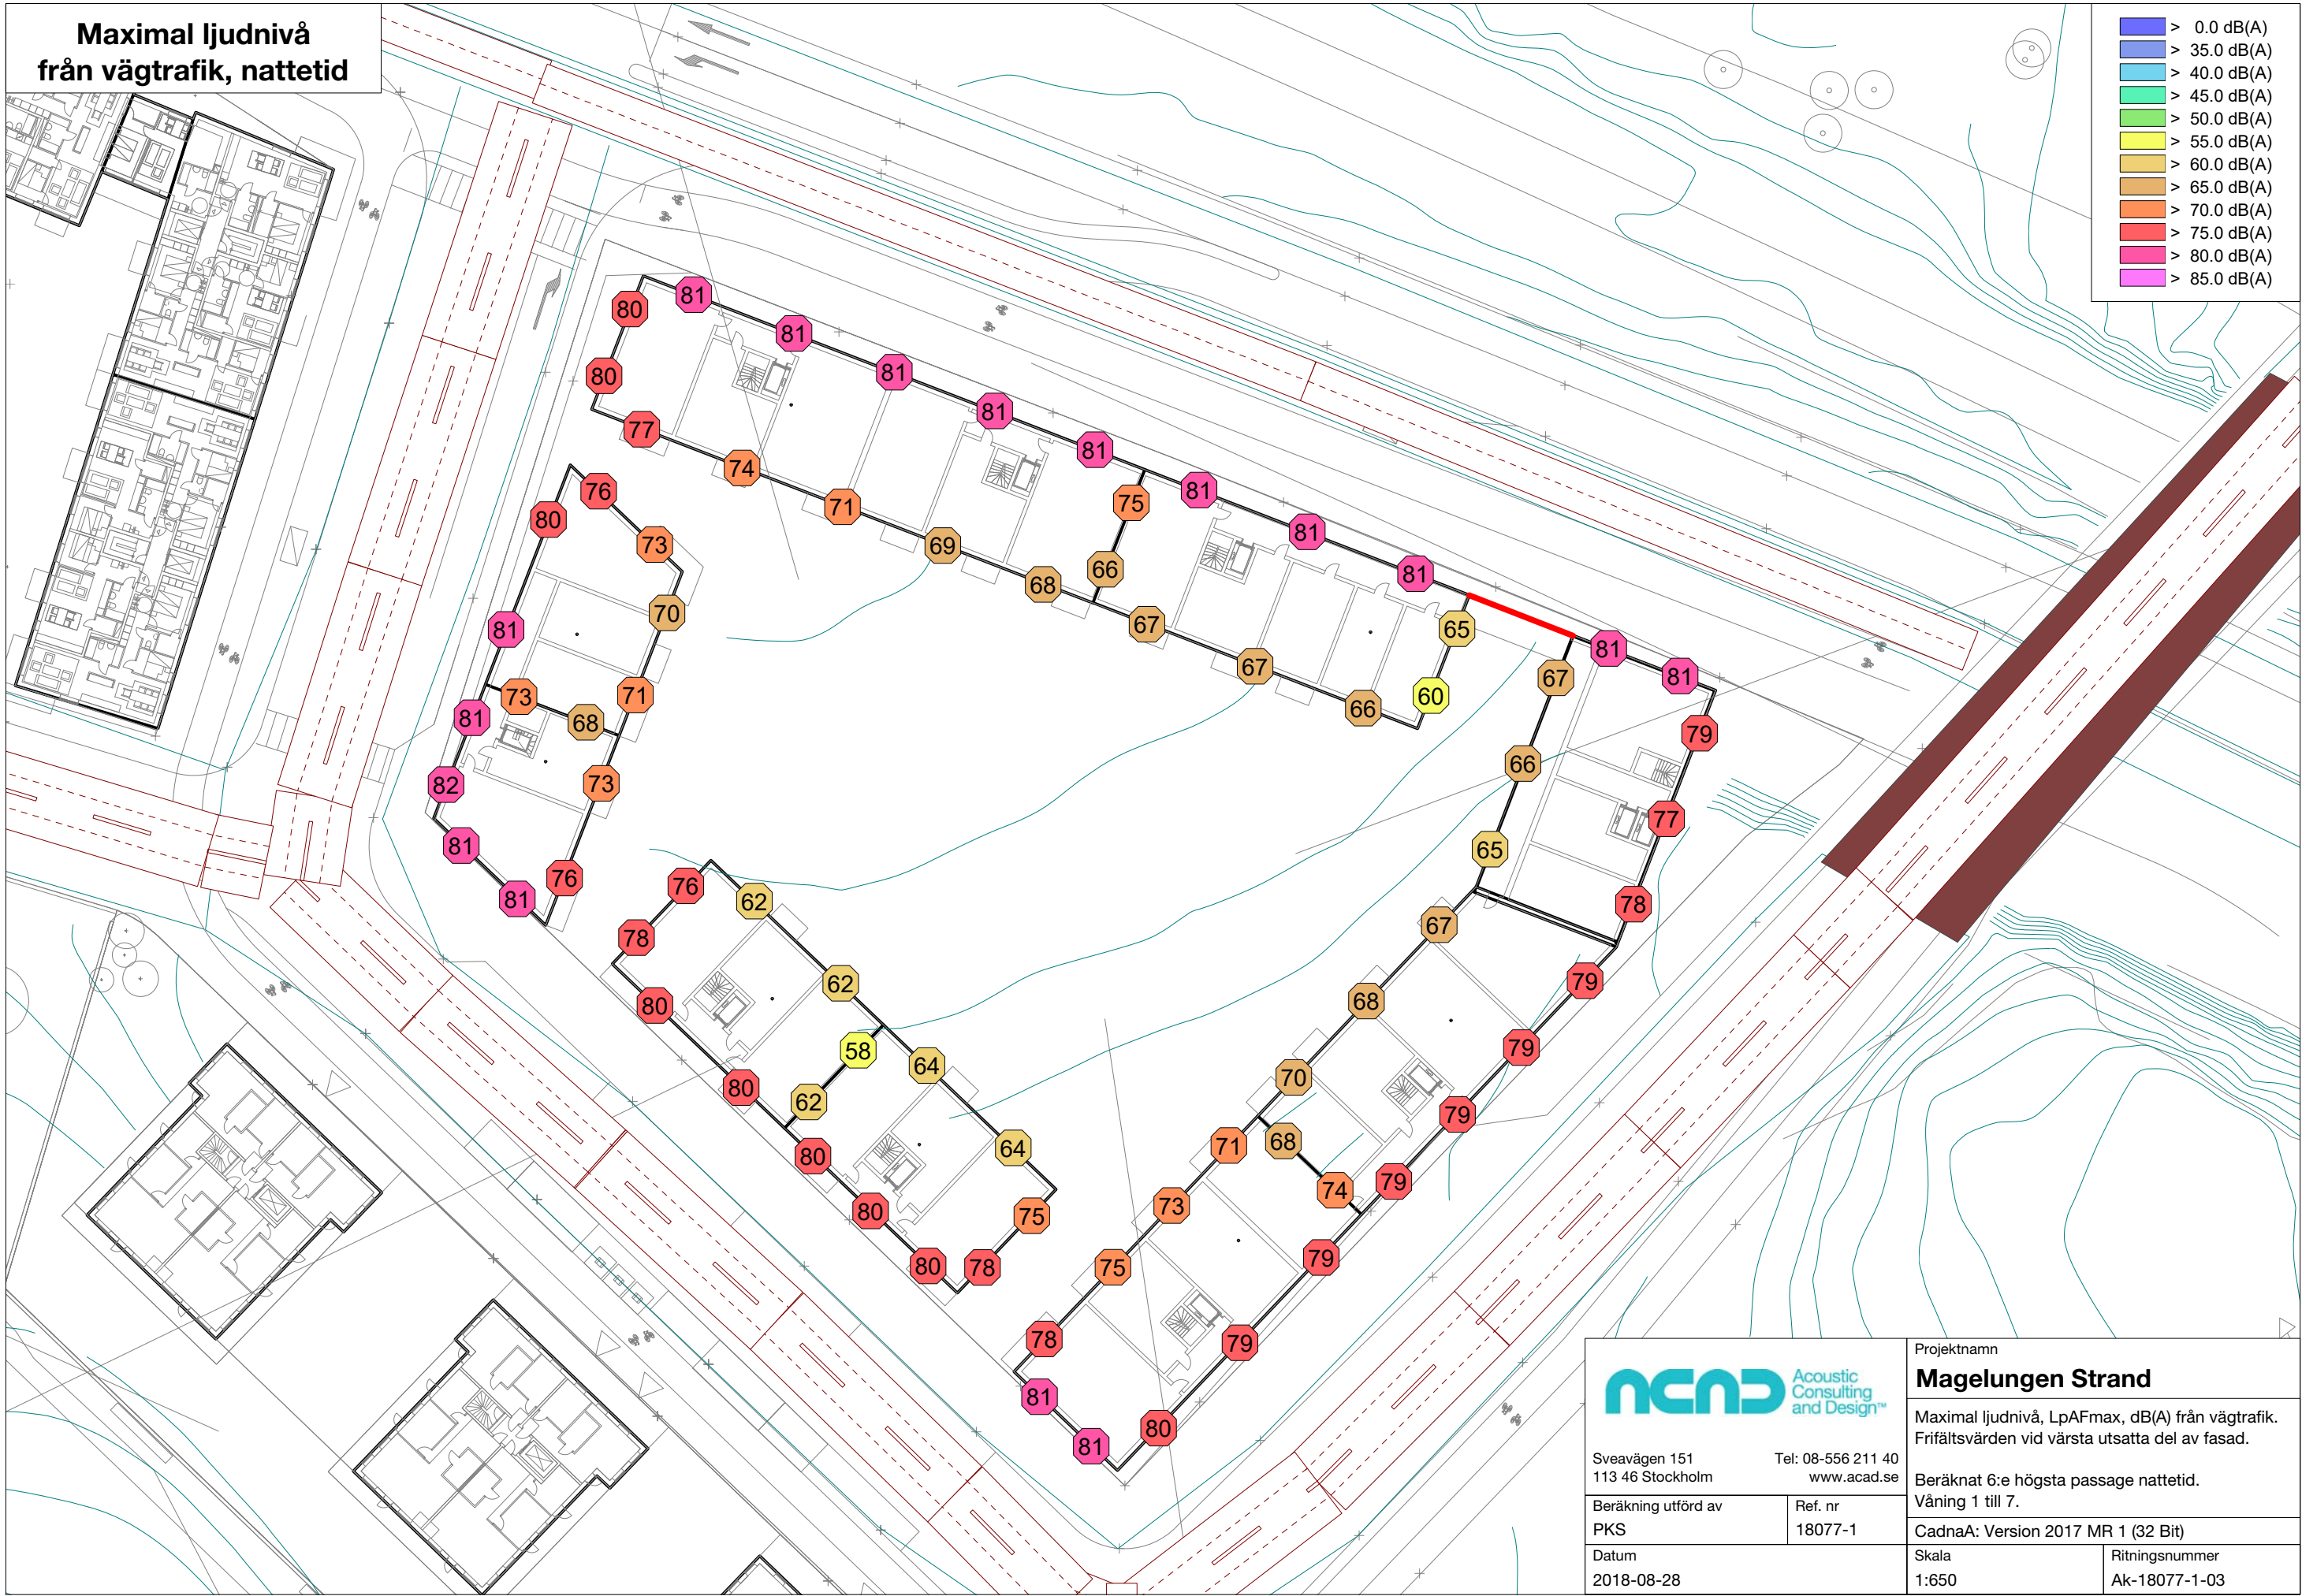 Maximal ljudnivå
från vägtrafik, nattetid
> 0.0 dB(A)
> 35.0 dB(A)
> 40.0 dB(A)
> 45.0 dB(A)
> 50.0 dB(A)
> 55.0 dB(A)
> 60.0 dB(A)
> 65.0 dB(A)
> 70.0 dB(A)
> 75.0 dB(A)
> 80.0 dB(A)
> 85.0 dB(A)
81
80
81
80
81
81
77
81
74
81
75
71
81
69
66
81
68
67
65
67
60
66
76
80
73
70
81
73
71
68
81
73
82
81
76
81
81
81
67
79
66
77
65
78
67
79
68
79
70
79
71
68
74
79
73
79
75
79
78
81
80
81
76
62
78
62
80
58
64
80
62
64
80
75
80
78
80
ACAD
Acoustic
Consulting
and Design™
Sveavägen 151
113 46 Stockholm
Tel: 08-556 211 40
www.acad.se
Beräkning utförd av
PKS
Ref. nr
18077-1
Datum
2018-08-28
Projektnamn
Magelungen Strand
Maximal ljudnivå, LpAFmax, dB(A) från vägtrafik.
Frifältsvärden vid värsta utsatta del av fasad.
Beräknat 6:e högsta passage nattetid.
Våning 1 till 7.
CadnaA: Version 2017 MR 1 (32 Bit)
Skala
1:650
Ritningsnummer
Ak-18077-1-03